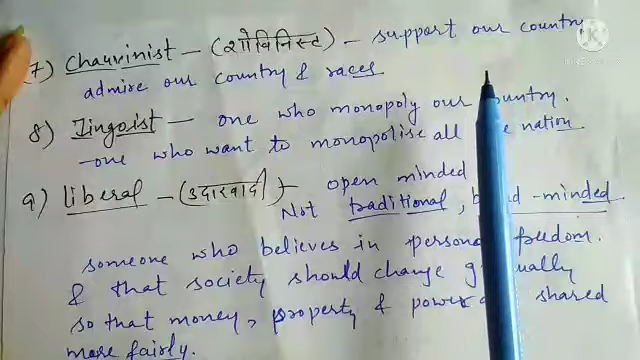 7) Chauvinist - (शोविनिस्ट) - support our country
admire our country & races
8) Jingoist - one who monopoly our country.
- one who want to monopolise all the nation
9) liberal - (उदारवादी) - open minded
Not traditional, broad-minded
someone who believes in personal freedom.
& that society should change gradually
so that money, property & power shared
more fairly.